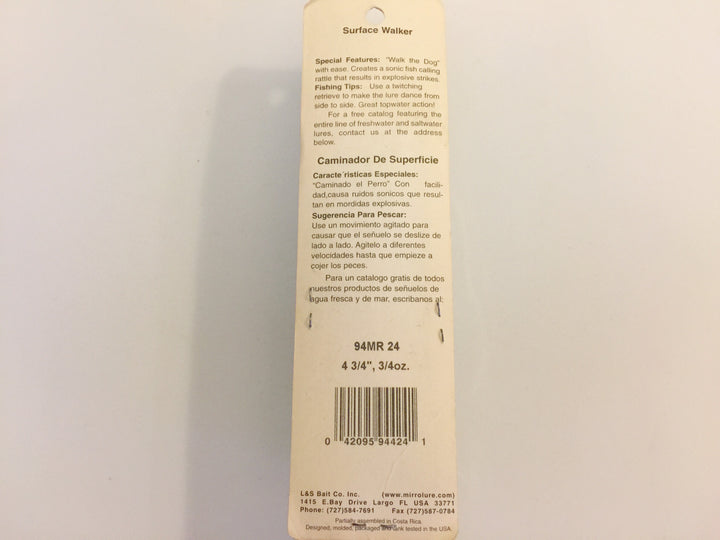 Surface Walker
Special Features: "Walk the Dog"
with ease. Creates a sonic fish calling
rattle that results in explosive strikes.
Fishing Tips: Use a twitching
retrieve to make the lure dance from
side to side. Great topwater action!
For a free catalog featuring the
entire line of freshwater and saltwater
lures, contact us at the address
below.
Caminador De Superficie
Caracte´risticas Especiales:
"Caminado el Perro" Con facili-
dad,causa ruidos sonicos que resul-
tan en mordidas explosivas.
Sugerencia Para Pescar:
Use un movimiento agitado para
causar que el señuelo se deslize de
lado a lado. Agitelo a diferentes
velocidades hasta que empieze a
cojer los peces.
Para un catalogo gratis de todos
nuestros productos de señuelos de
agua fresca y de mar, escribanos al:
94MR 24
4 3/4", 3/4oz.
0 42095 94424 1
L&S Bait Co. Inc. (www.mirrolure.com)
1415 E.Bay Drive Largo FL USA 33771
Phone: (727)584-7691 Fax (727)587-0784
Partially assembled in Costa Rica.
Designed, molded, packaged and tank tested in the USA.